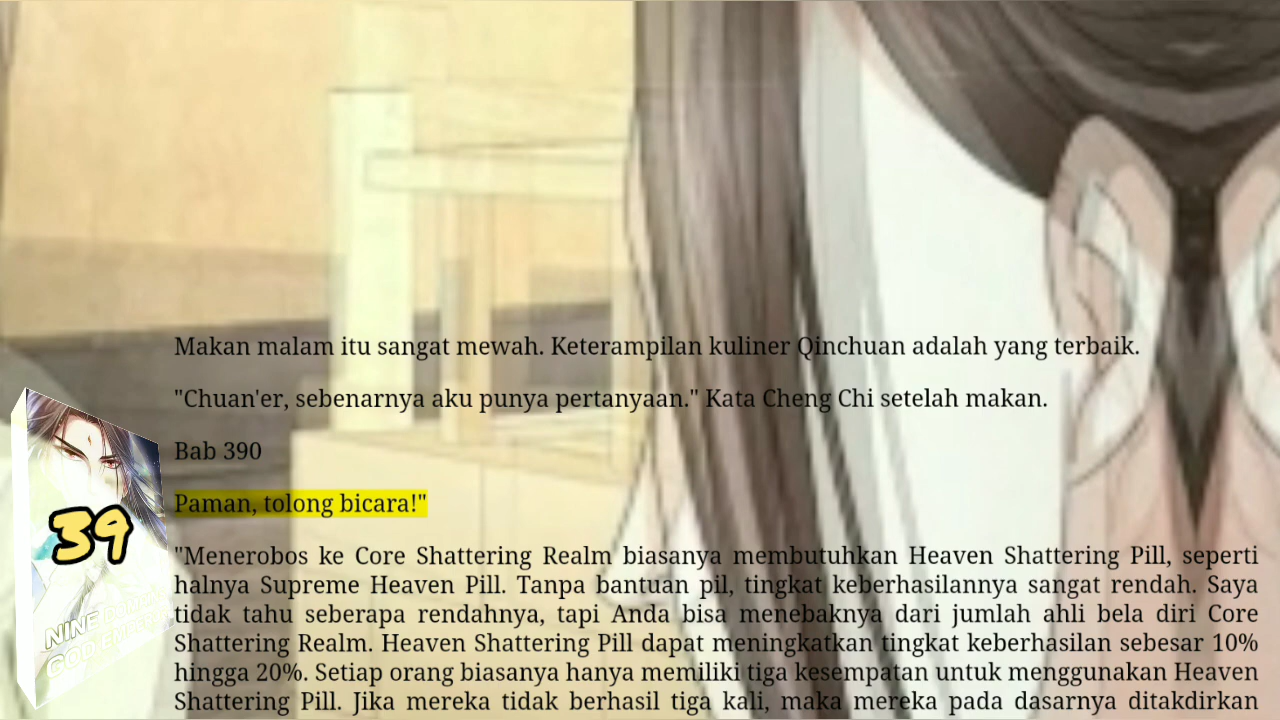 Makan malam itu sangat mewah. Keterampilan kuliner Qinchuan adalah yang terbaik.
"Chuan'er, sebenarnya aku punya pertanyaan." Kata Cheng Chi setelah makan.
Bab 390
Paman, tolong bicara!"
"Menerobos ke Core Shattering Realm biasanya membutuhkan Heaven Shattering Pill, seperti
halnya Supreme Heaven Pill. Tanpa bantuan pil, tingkat keberhasilannya sangat rendah. Saya
tidak tahu seberapa rendahnya, tapi Anda bisa menebaknya dari jumlah ahli bela diri Core
Shattering Realm. Heaven Shattering Pill dapat meningkatkan tingkat keberhasilan sebesar 10%
hingga 20%. Setiap orang biasanya hanya memiliki tiga kesempatan untuk menggunakan Heaven
Shattering Pill. Jika mereka tidak berhasil tiga kali, maka mereka pada dasarnya ditakdirkan
39
NINE
GOD